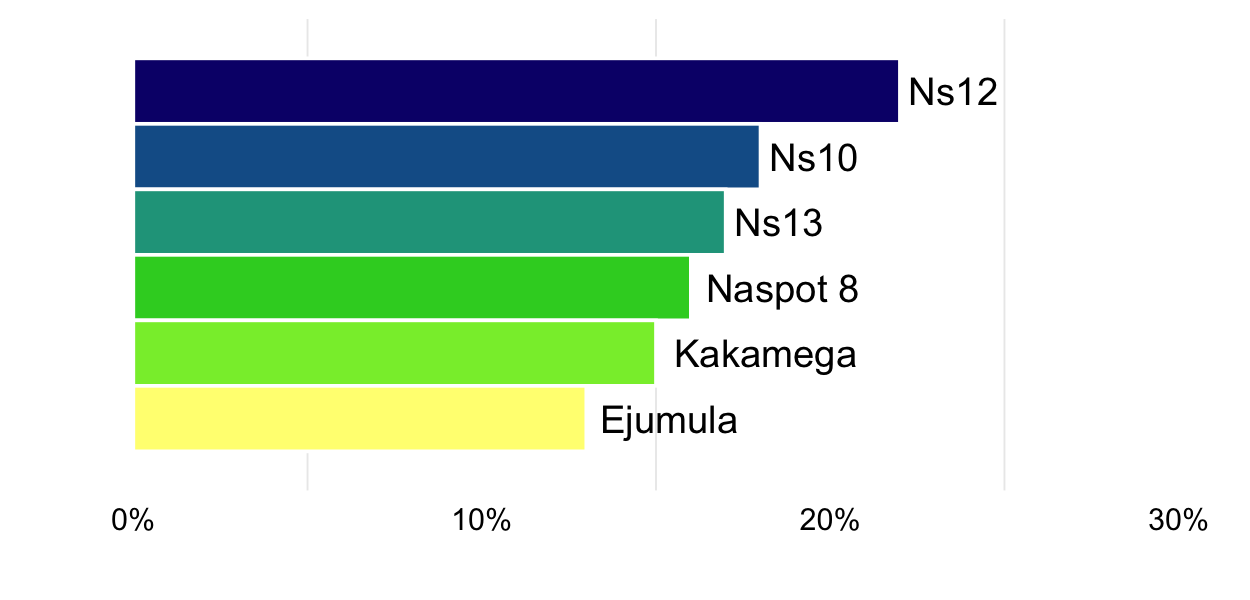 Ns12
Ns10
Ns13
Naspot 8
Kakamega
Ejumula
0% 10% 20% 30%